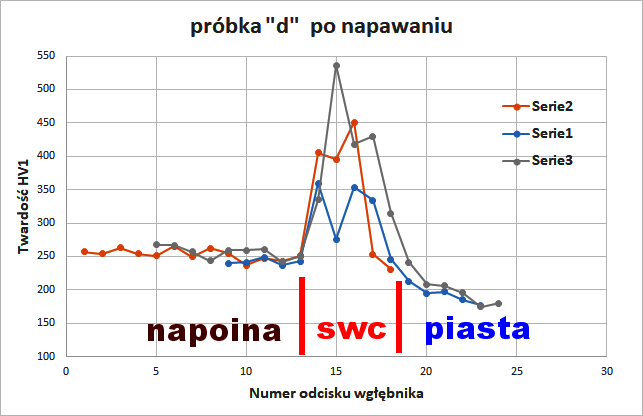 próbka "d"  po napawaniu
550
500
450
400
350
300
250
200
150
100
Twardość HV1
Serie2
Serie1
Serie3
napoina swc piasta
0 5 10 15 20 25 30
Numer odcisku wgłębnika